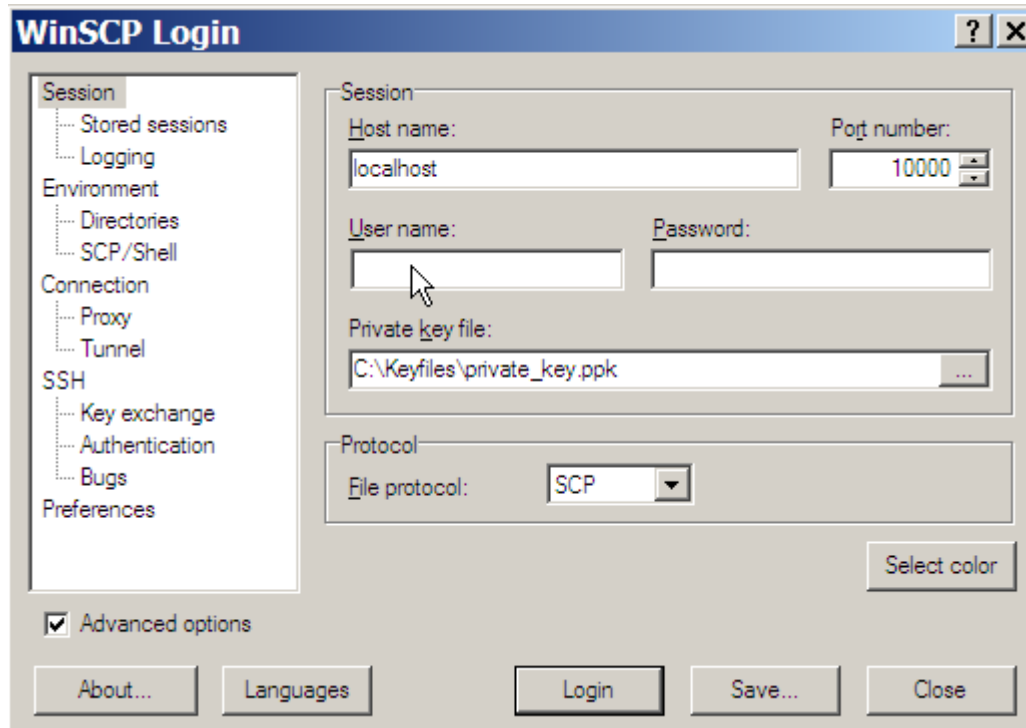 WinSCP Login
Session
Stored sessions
Logging
Environment
Directories
SCP/Shell
Connection
Proxy
Tunnel
SSH
Key exchange
Authentication
Bugs
Preferences
Session
Host name:
Port number:
localhost
10000
User name:
Password:
Private key file:
C:\Keyfiles\private_key.ppk
...
Protocol
File protocol:
SCP
Select color
Advanced options
About...
Languages
Login
Save...
Close